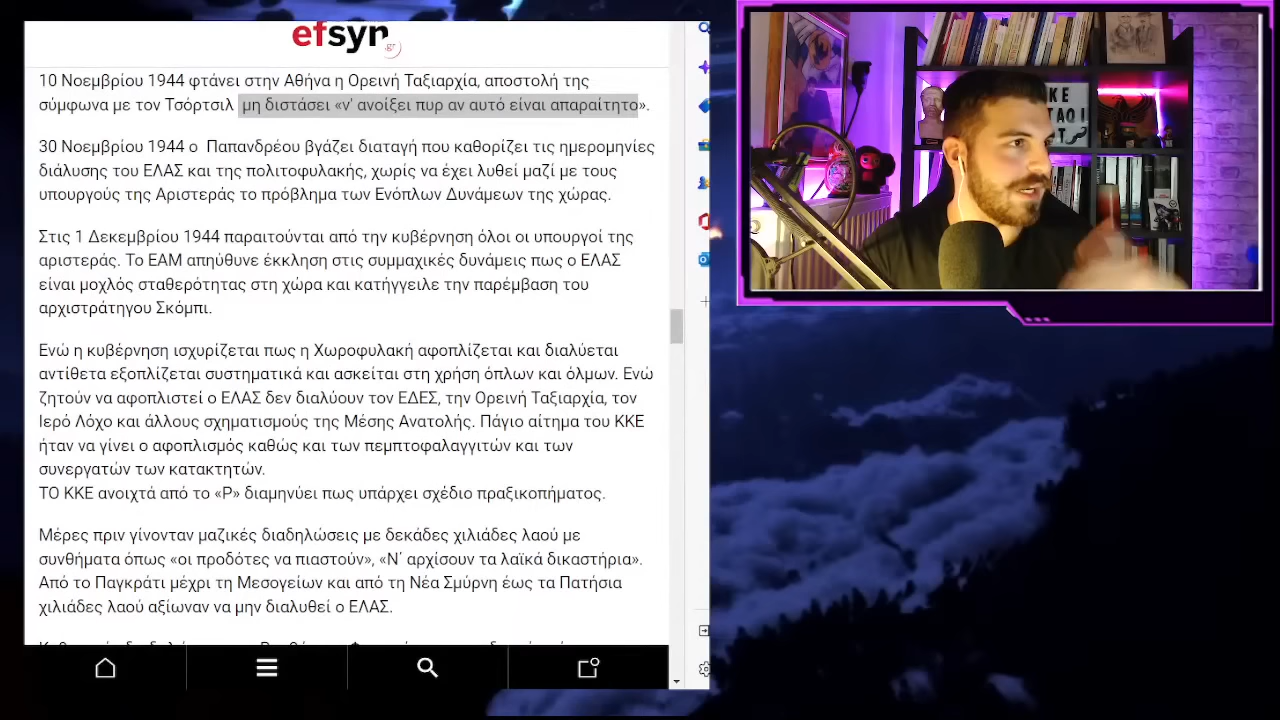 efsyn
.gr
10 Νοεμβρίου 1944 φτάνει στην Αθήνα η Ορεινή Ταξιαρχία, αποστολή της
σύμφωνα με τον Τσόρτσιλ μη διστάσει «ν' ανοίξει πυρ αν αυτό είναι απαραίτητο».
30 Νοεμβρίου 1944 ο Παπανδρέου βγάζει διαταγή που καθορίζει τις ημερομηνίες
διάλυσης του ΕΛΑΣ και της πολιτοφυλακής, χωρίς να έχει λυθεί μαζί με τους
υπουργούς της Αριστεράς το πρόβλημα των Ενόπλων Δυνάμεων της χώρας.
Στις 1 Δεκεμβρίου 1944 παραιτούνται από την κυβέρνηση όλοι οι υπουργοί της
αριστεράς. Το ΕΑΜ απηύθυνε έκκληση στις συμμαχικές δυνάμεις πως ο ΕΛΑΣ
είναι μοχλός σταθερότητας στη χώρα και κατήγγειλε την παρέμβαση του
αρχιστράτηγου Σκόμπι.
Ενώ η κυβέρνηση ισχυρίζεται πως η Χωροφυλακή αφοπλίζεται και διαλύεται
αντίθετα εξοπλίζεται συστηματικά και ασκείται στη χρήση όπλων και όλμων. Ενώ
ζητούν να αφοπλιστεί ο ΕΛΑΣ δεν διαλύουν τον ΕΔΕΣ, την Ορεινή Ταξιαρχία, τον
Ιερό Λόχο και άλλους σχηματισμούς της Μέσης Ανατολής. Πάγιο αίτημα του ΚΚΕ
ήταν να γίνει ο αφοπλισμός καθώς και των πεμπτοφαλαγγιτών και των
συνεργατών των κατακτητών.
ΤΟ ΚΚΕ ανοιχτά από το «Ρ» διαμηνύει πως υπάρχει σχέδιο πραξικοπήματος.
Μέρες πριν γίνονταν μαζικές διαδηλώσεις με δεκάδες χιλιάδες λαού με
συνθήματα όπως «οι προδότες να πιαστούν», «Ν΄ αρχίσουν τα λαϊκά δικαστήρια».
Από το Παγκράτι μέχρι τη Μεσογείων και από τη Νέα Σμύρνη έως τα Πατήσια
χιλιάδες λαού αξίωναν να μην διαλυθεί ο ΕΛΑΣ.